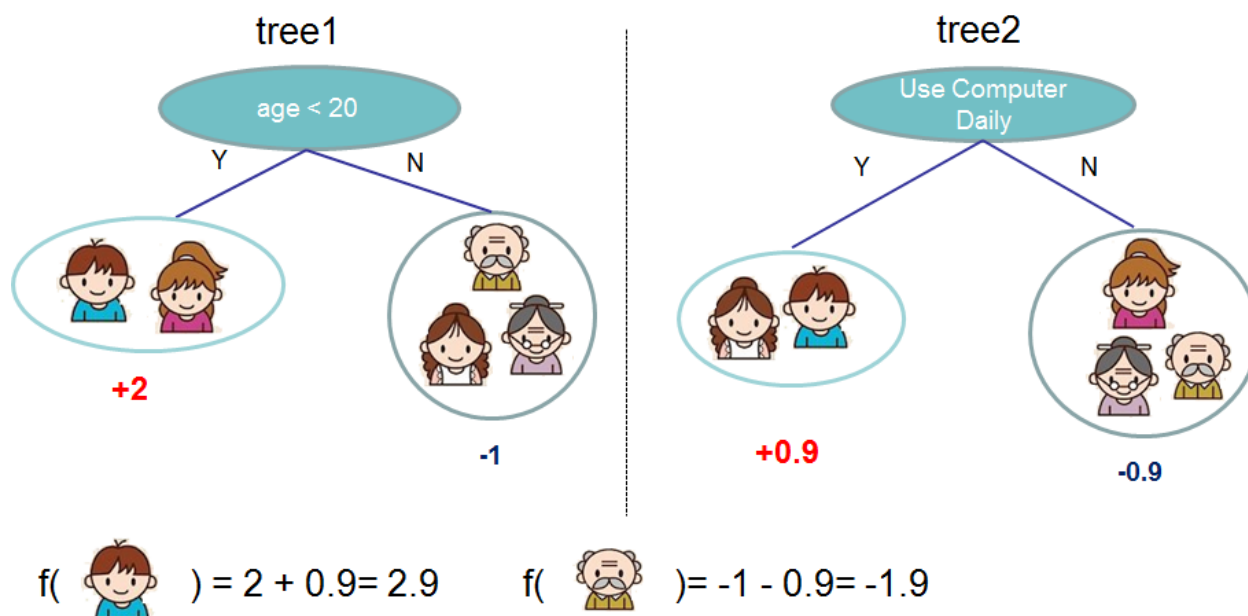 tree1
age < 20
Y
N
+2
-1
tree2
Use Computer
Daily
Y
N
+0.9
-0.9
f( ) = 2 + 0.9= 2.9
f( )= -1 - 0.9= -1.9